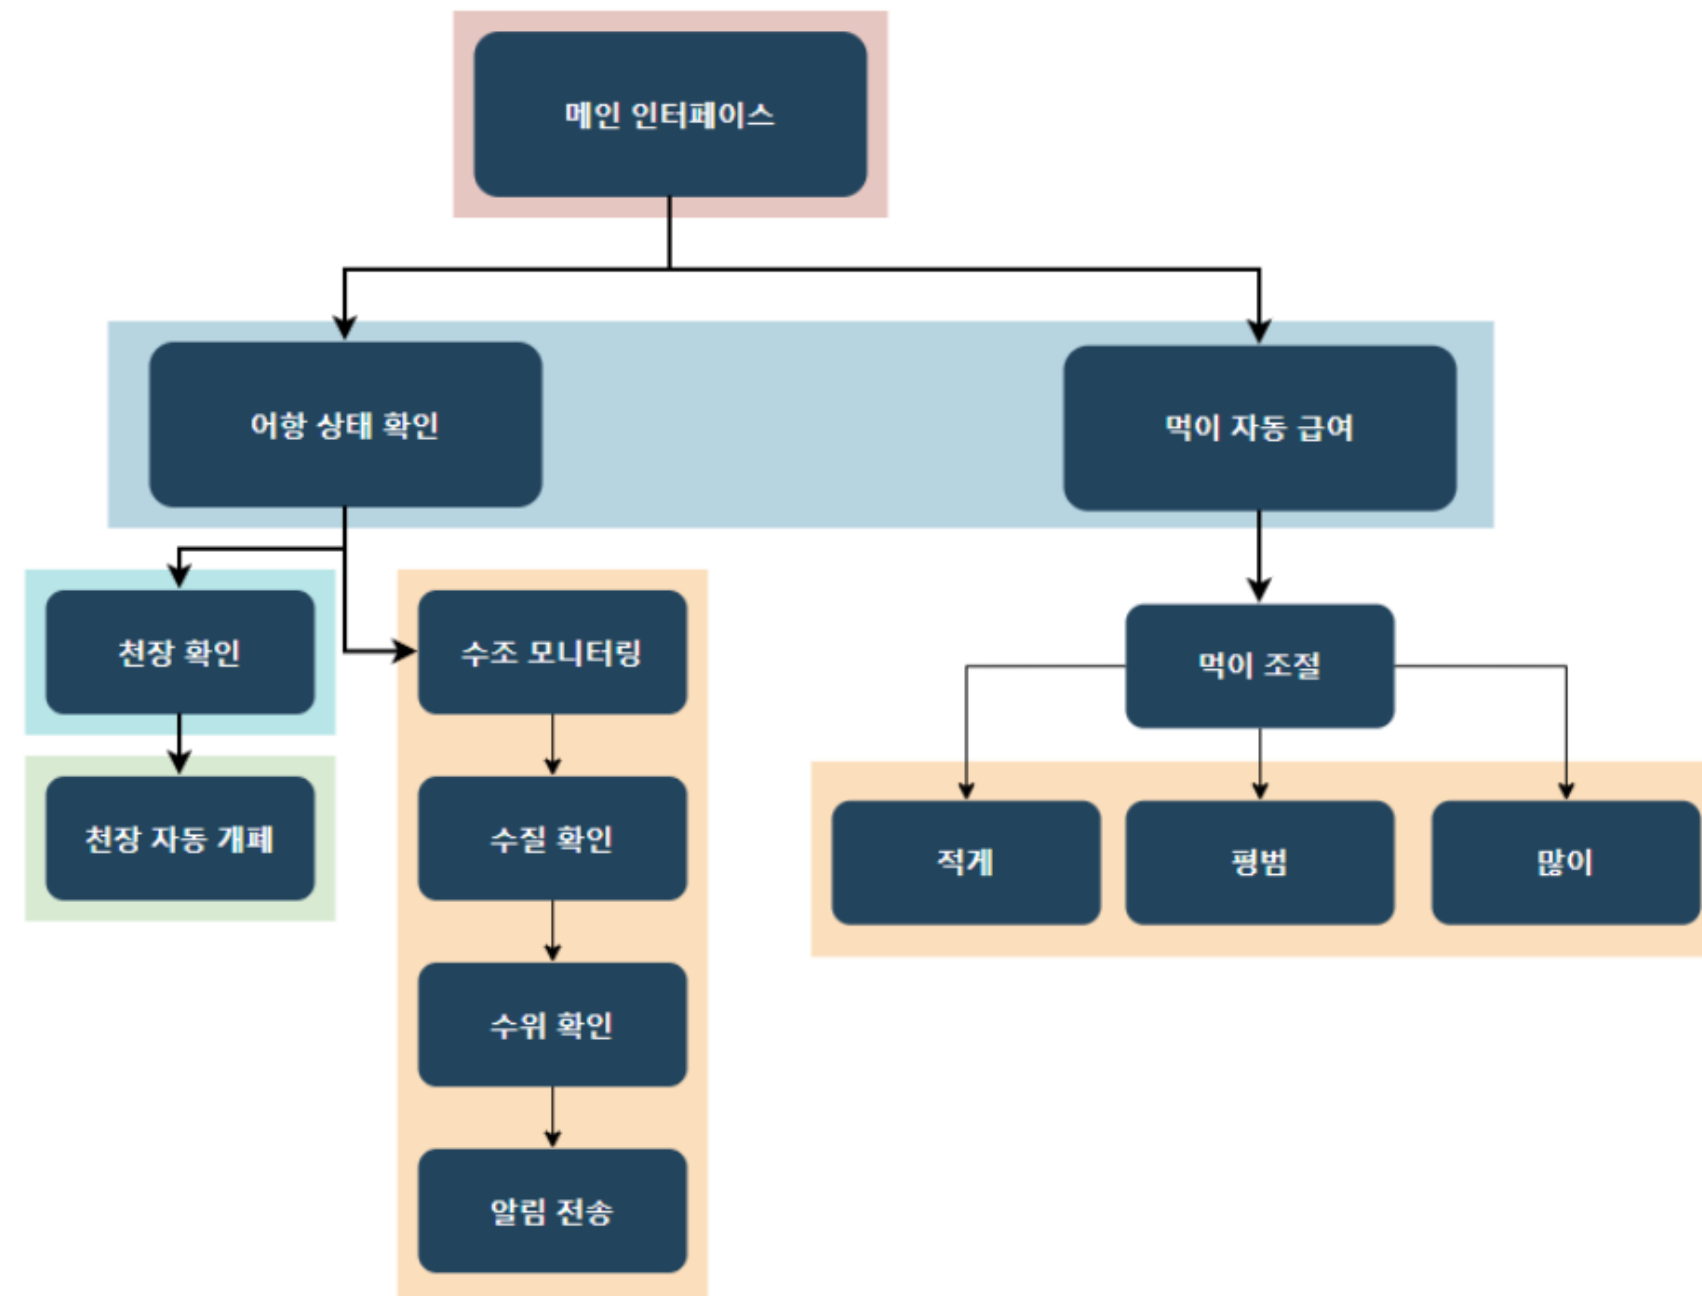 메인 인터페이스
어항 상태 확인
먹이 자동 급여
천장 확인
수조 모니터링
먹이 조절
천장 자동 개폐
수질 확인
적게
평범
많이
수위 확인
알림 전송